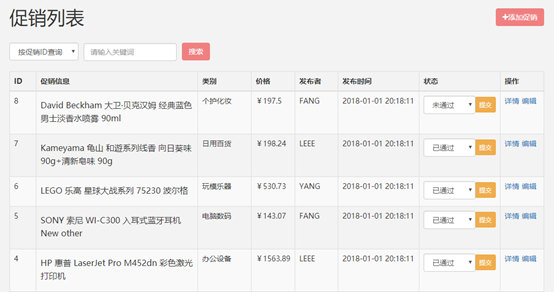 促销列表
+添加促销
按促销ID查询 请输入关键词 搜索
ID 促销信息 类别 价格 发布者 发布时间 状态 操作
8 David Beckham 大卫·贝克汉姆 经典蓝色 个护化妆 ¥197.5 FANG 2018-01-01 20:18:11 未通过 提交 详情 编辑
男士淡香水喷雾 90ml
7 Kameyama 龟山 和遊系列线香 向日葵味 日用百货 ¥198.24 LEEE 2018-01-01 20:18:11 已通过 提交 详情 编辑
90g+清新皂味 90g
6 LEGO 乐高 星球大战系列 75230 波尔格 玩模乐器 ¥530.73 YANG 2018-01-01 20:18:11 已通过 提交 详情 编辑
5 SONY 索尼 WI-C300 入耳式蓝牙耳机 电脑数码 ¥143.07 FANG 2018-01-01 20:18:11 已通过 提交 详情 编辑
New other
4 HP 惠普 LaserJet Pro M452dn 彩色激光 办公设备 ¥1563.89 LEEE 2018-01-01 20:18:11 已通过 提交 详情 编辑
打印机